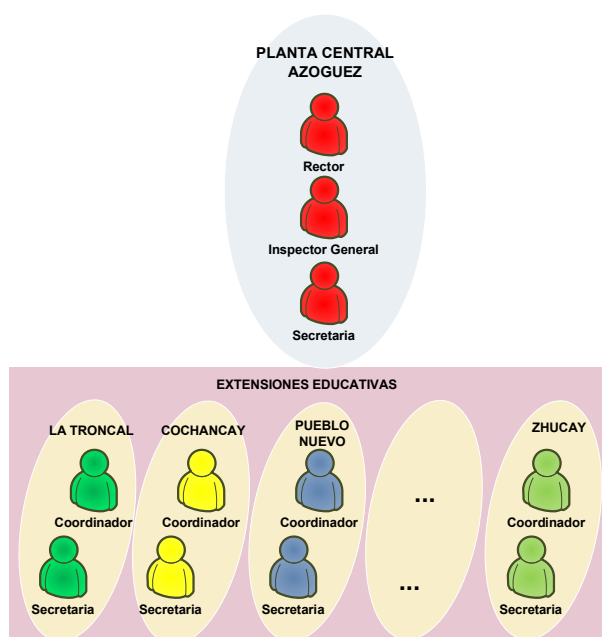 PLANTA CENTRAL
AZOGUEZ
Rector
Inspector General
Secretaria
EXTENSIONES EDUCATIVAS
LA TRONCAL
COCHANCAY
PUEBLO
NUEVO
ZHUCAY
Coordinador
Coordinador
Coordinador
...
Coordinador
Secretaria
Secretaria
Secretaria
...
Secretaria